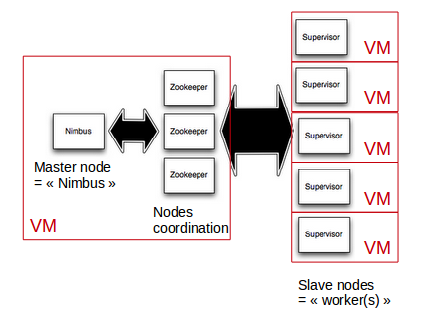 Zookeeper
Nimbus
Zookeeper
Zookeeper
Master node
= « Nimbus »
VM
Nodes
coordination
Supervisor
VM
Supervisor
VM
Supervisor
VM
Supervisor
VM
Supervisor
VM
Slave nodes
= « worker(s) »